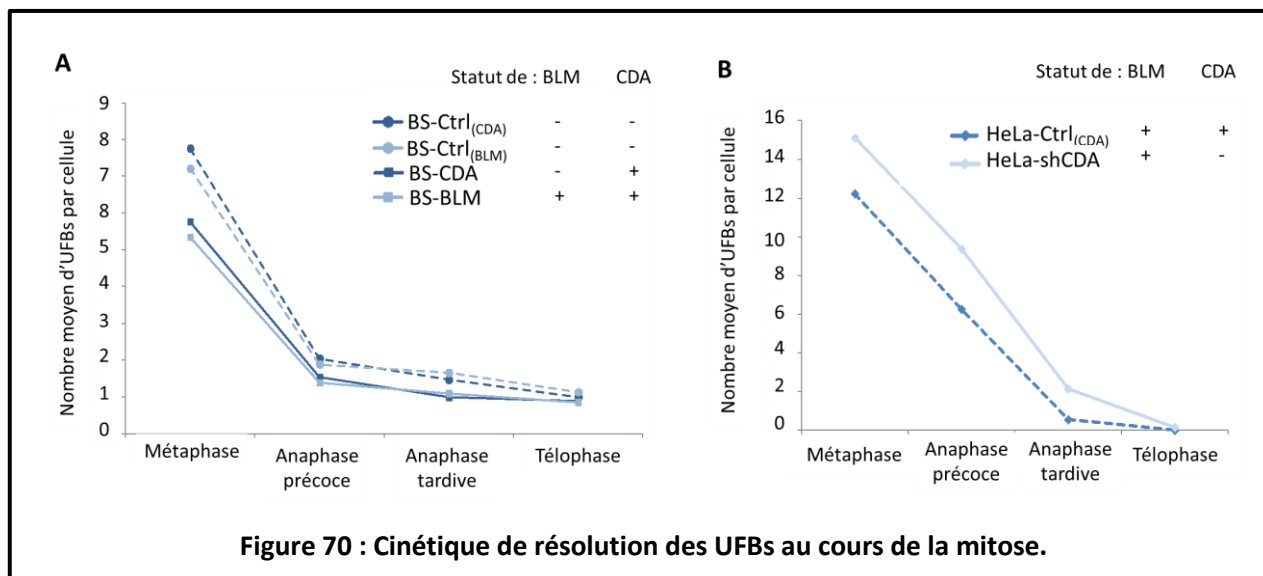 A
Statut de : BLM CDA
BS-Ctrl(CDA) - -
BS-Ctrl(BLM) - -
BS-CDA - +
BS-BLM + +
Nombre moyen d'UFBs par cellule
9
8
7
8
5
4
3
2
1
0
Métaphase
Anaphase
précoce
Anaphase
tardive
Télophase
B
Statut de : BLM CDA
HeLa-Ctrl(CDA) + +
HeLa-shCDA + -
Nombre moyen d'UFBs par cellule
16
14
12
10
8
6
4
2
0
Métaphase
Anaphase
précoce
Anaphase
tardive
Télophase
Figure 70 : Cinétique de résolution des UFBs au cours de la mitose.